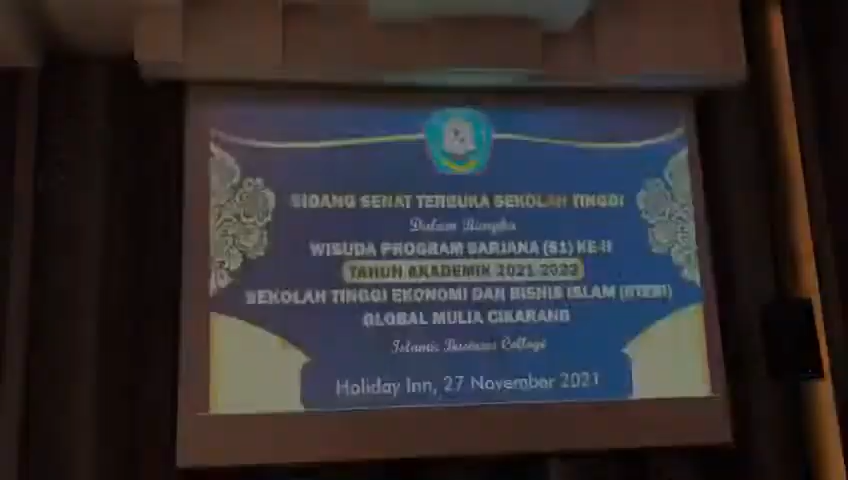 SIDANG SENAT TERBUKA SEKOLAH TINGGI
Dalam Rangka
WISUDA PROGRAM SARJANA (S1) KE-II
TAHUN AKADEMIK 2021 2022
SEKOLAH TINGGI EKONOMI DAN BISNIS ISLAM (STEBI)
GLOBAL MULIA CIKARANG
Islamic Business College
Holiday Inn, 27 November 2021